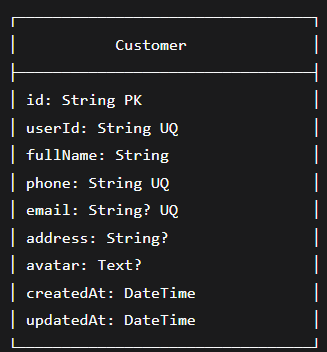 Customer
id: String PK
userId: String UQ
fullName: String
phone: String UQ
email: String? UQ
address: String?
avatar: Text?
createdAt: DateTime
updatedAt: DateTime